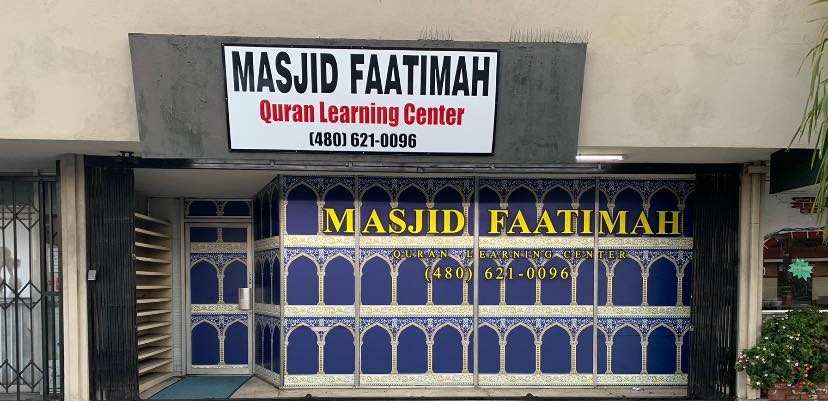 MASJID FAATIMAH
Quran Learning Center
(480) 621-0096
MASJID FAATIMAH
QURAN LEARNING CENTER
(480) 621-0096